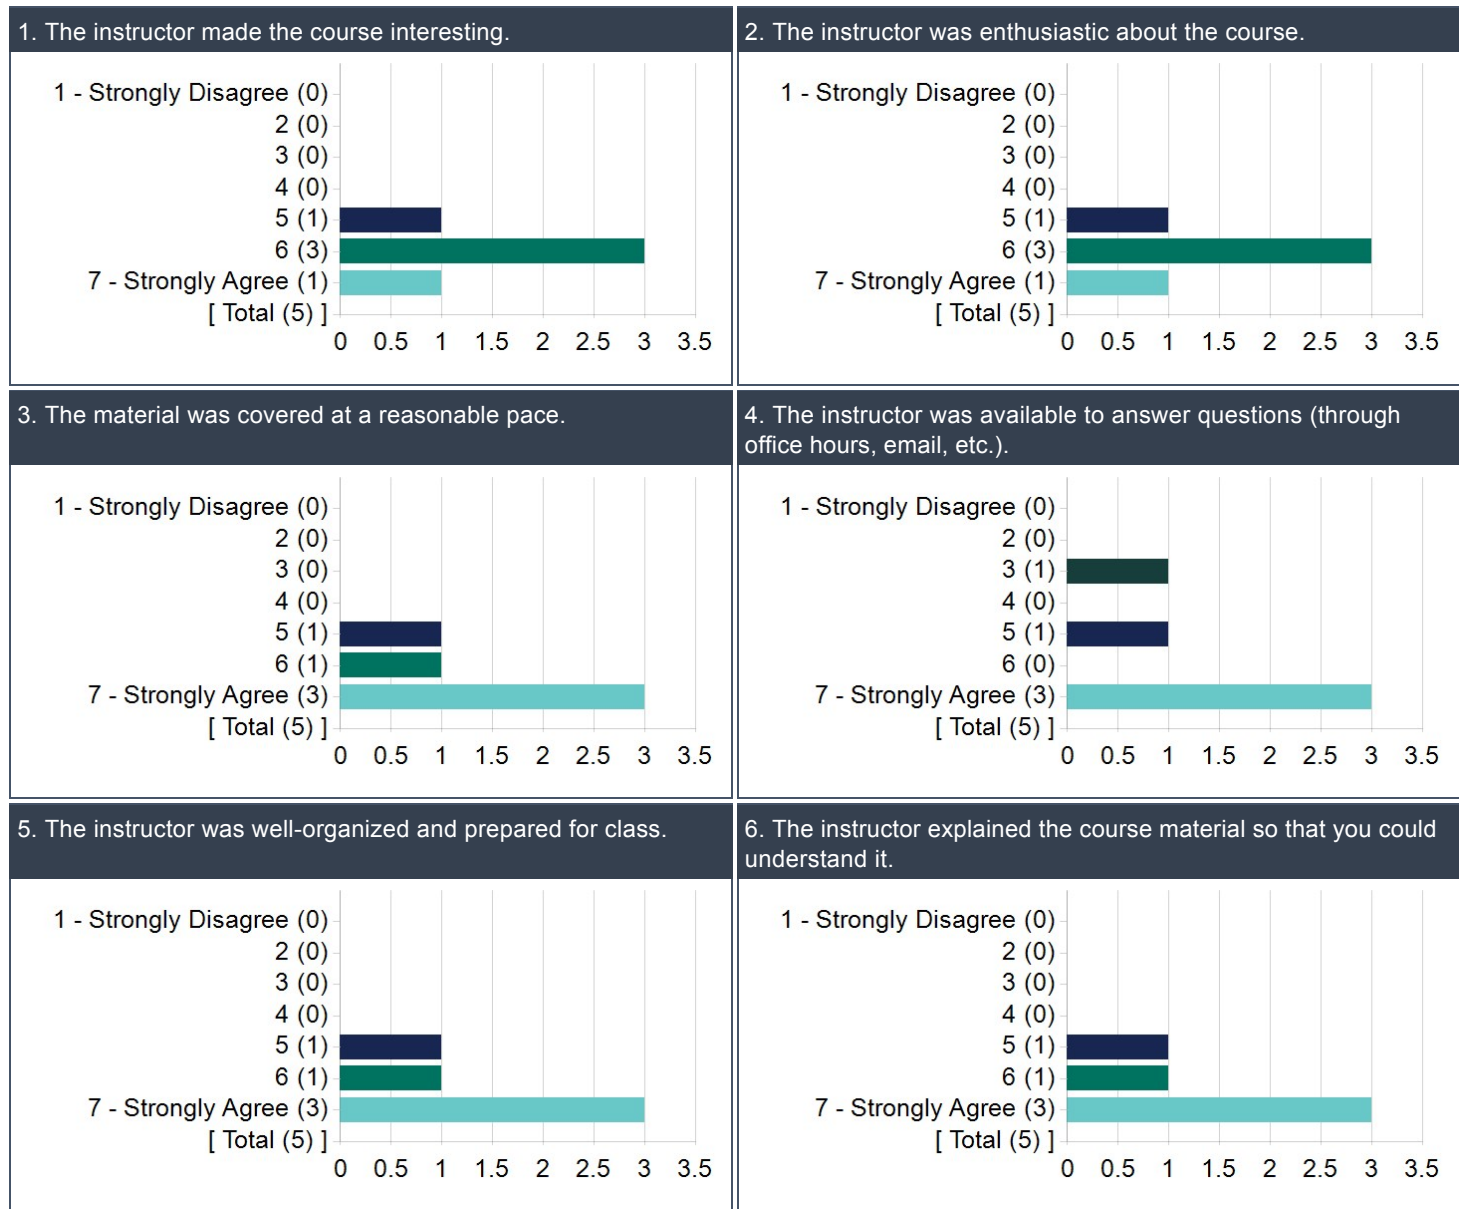 1. The instructor made the course interesting.
1 - Strongly Disagree (0)
2 (0)
3 (0)
4 (0)
5 (1)
6 (3)
7 - Strongly Agree (1)
[ Total (5) ]
0 0.5 1 1.5 2 2.5 3 3.5
2. The instructor was enthusiastic about the course.
1 - Strongly Disagree (0)
2 (0)
3 (0)
4 (0)
5 (1)
6 (3)
7 - Strongly Agree (1)
[ Total (5) ]
0 0.5 1 1.5 2 2.5 3 3.5
3. The material was covered at a reasonable pace.
1 - Strongly Disagree (0)
2 (0)
3 (0)
4 (0)
5 (1)
6 (1)
7 - Strongly Agree (3)
[ Total (5) ]
0 0.5 1 1.5 2 2.5 3 3.5
4. The instructor was available to answer questions (through
office hours, email, etc.).
1 - Strongly Disagree (0)
2 (0)
3 (1)
4 (0)
5 (1)
6 (0)
7 - Strongly Agree (3)
[ Total (5) ]
0 0.5 1 1.5 2 2.5 3 3.5
5. The instructor was well-organized and prepared for class.
1 - Strongly Disagree (0)
2 (0)
3 (0)
4 (0)
5 (1)
6 (1)
7 - Strongly Agree (3)
[ Total (5) ]
0 0.5 1 1.5 2 2.5 3 3.5
6. The instructor explained the course material so that you could
understand it.
1 - Strongly Disagree (0)
2 (0)
3 (0)
4 (0)
5 (1)
6 (1)
7 - Strongly Agree (3)
[ Total (5) ]
0 0.5 1 1.5 2 2.5 3 3.5